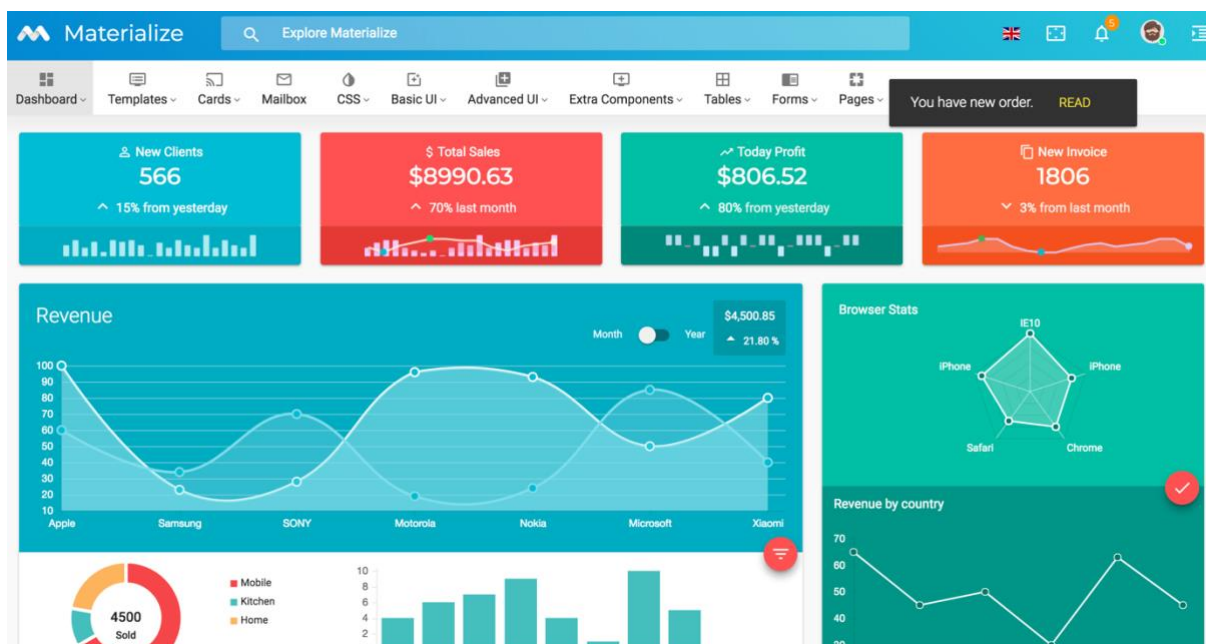 Materialize
Explore Materialize
5
Dashboard
Templates
Cards
Mailbox
CSS
Basic UI
Advanced UI
Extra Components
Tables
Forms
Pages
You have new order. READ
New Clients
566
15% from yesterday
$ Total Sales
$8990.63
70% last month
Today Profit
$806.52
80% from yesterday
New Invoice
1806
3% from last month
Revenue
Month
Year
$4,500.85
21.80 %
100
90
80
70
60
50
40
30
20
10
Apple
Samsung
SONY
Motorola
Nokia
Microsoft
Xiaomi
Browser Stats
IE10
iPhone
iPhone
Safari
Chrome
Revenue by country
70
60
50
40
4500
Sold
Mobile
Kitchen
Home
10
8
6
4
2